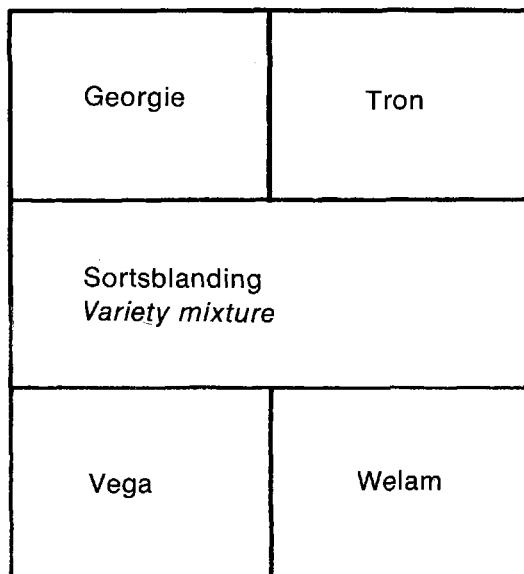 Georgie
Tron
Sortsblanding
Variety mixture
Vega
Welam